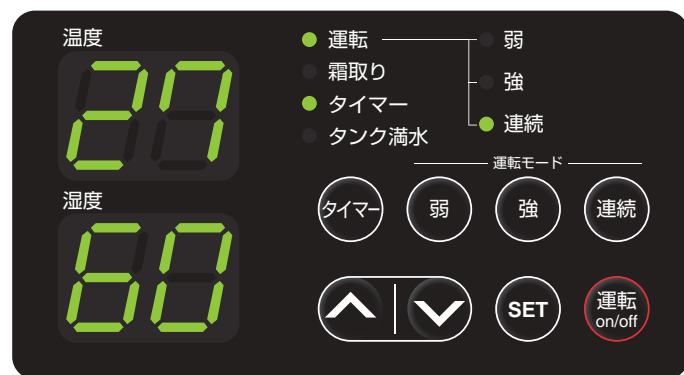 温度
27
湿度
60
運転
霜取り
タイマー
タンク満水
弱
強
連続
運転モード
タイマー
弱
強
連続
SET
運転
on/off